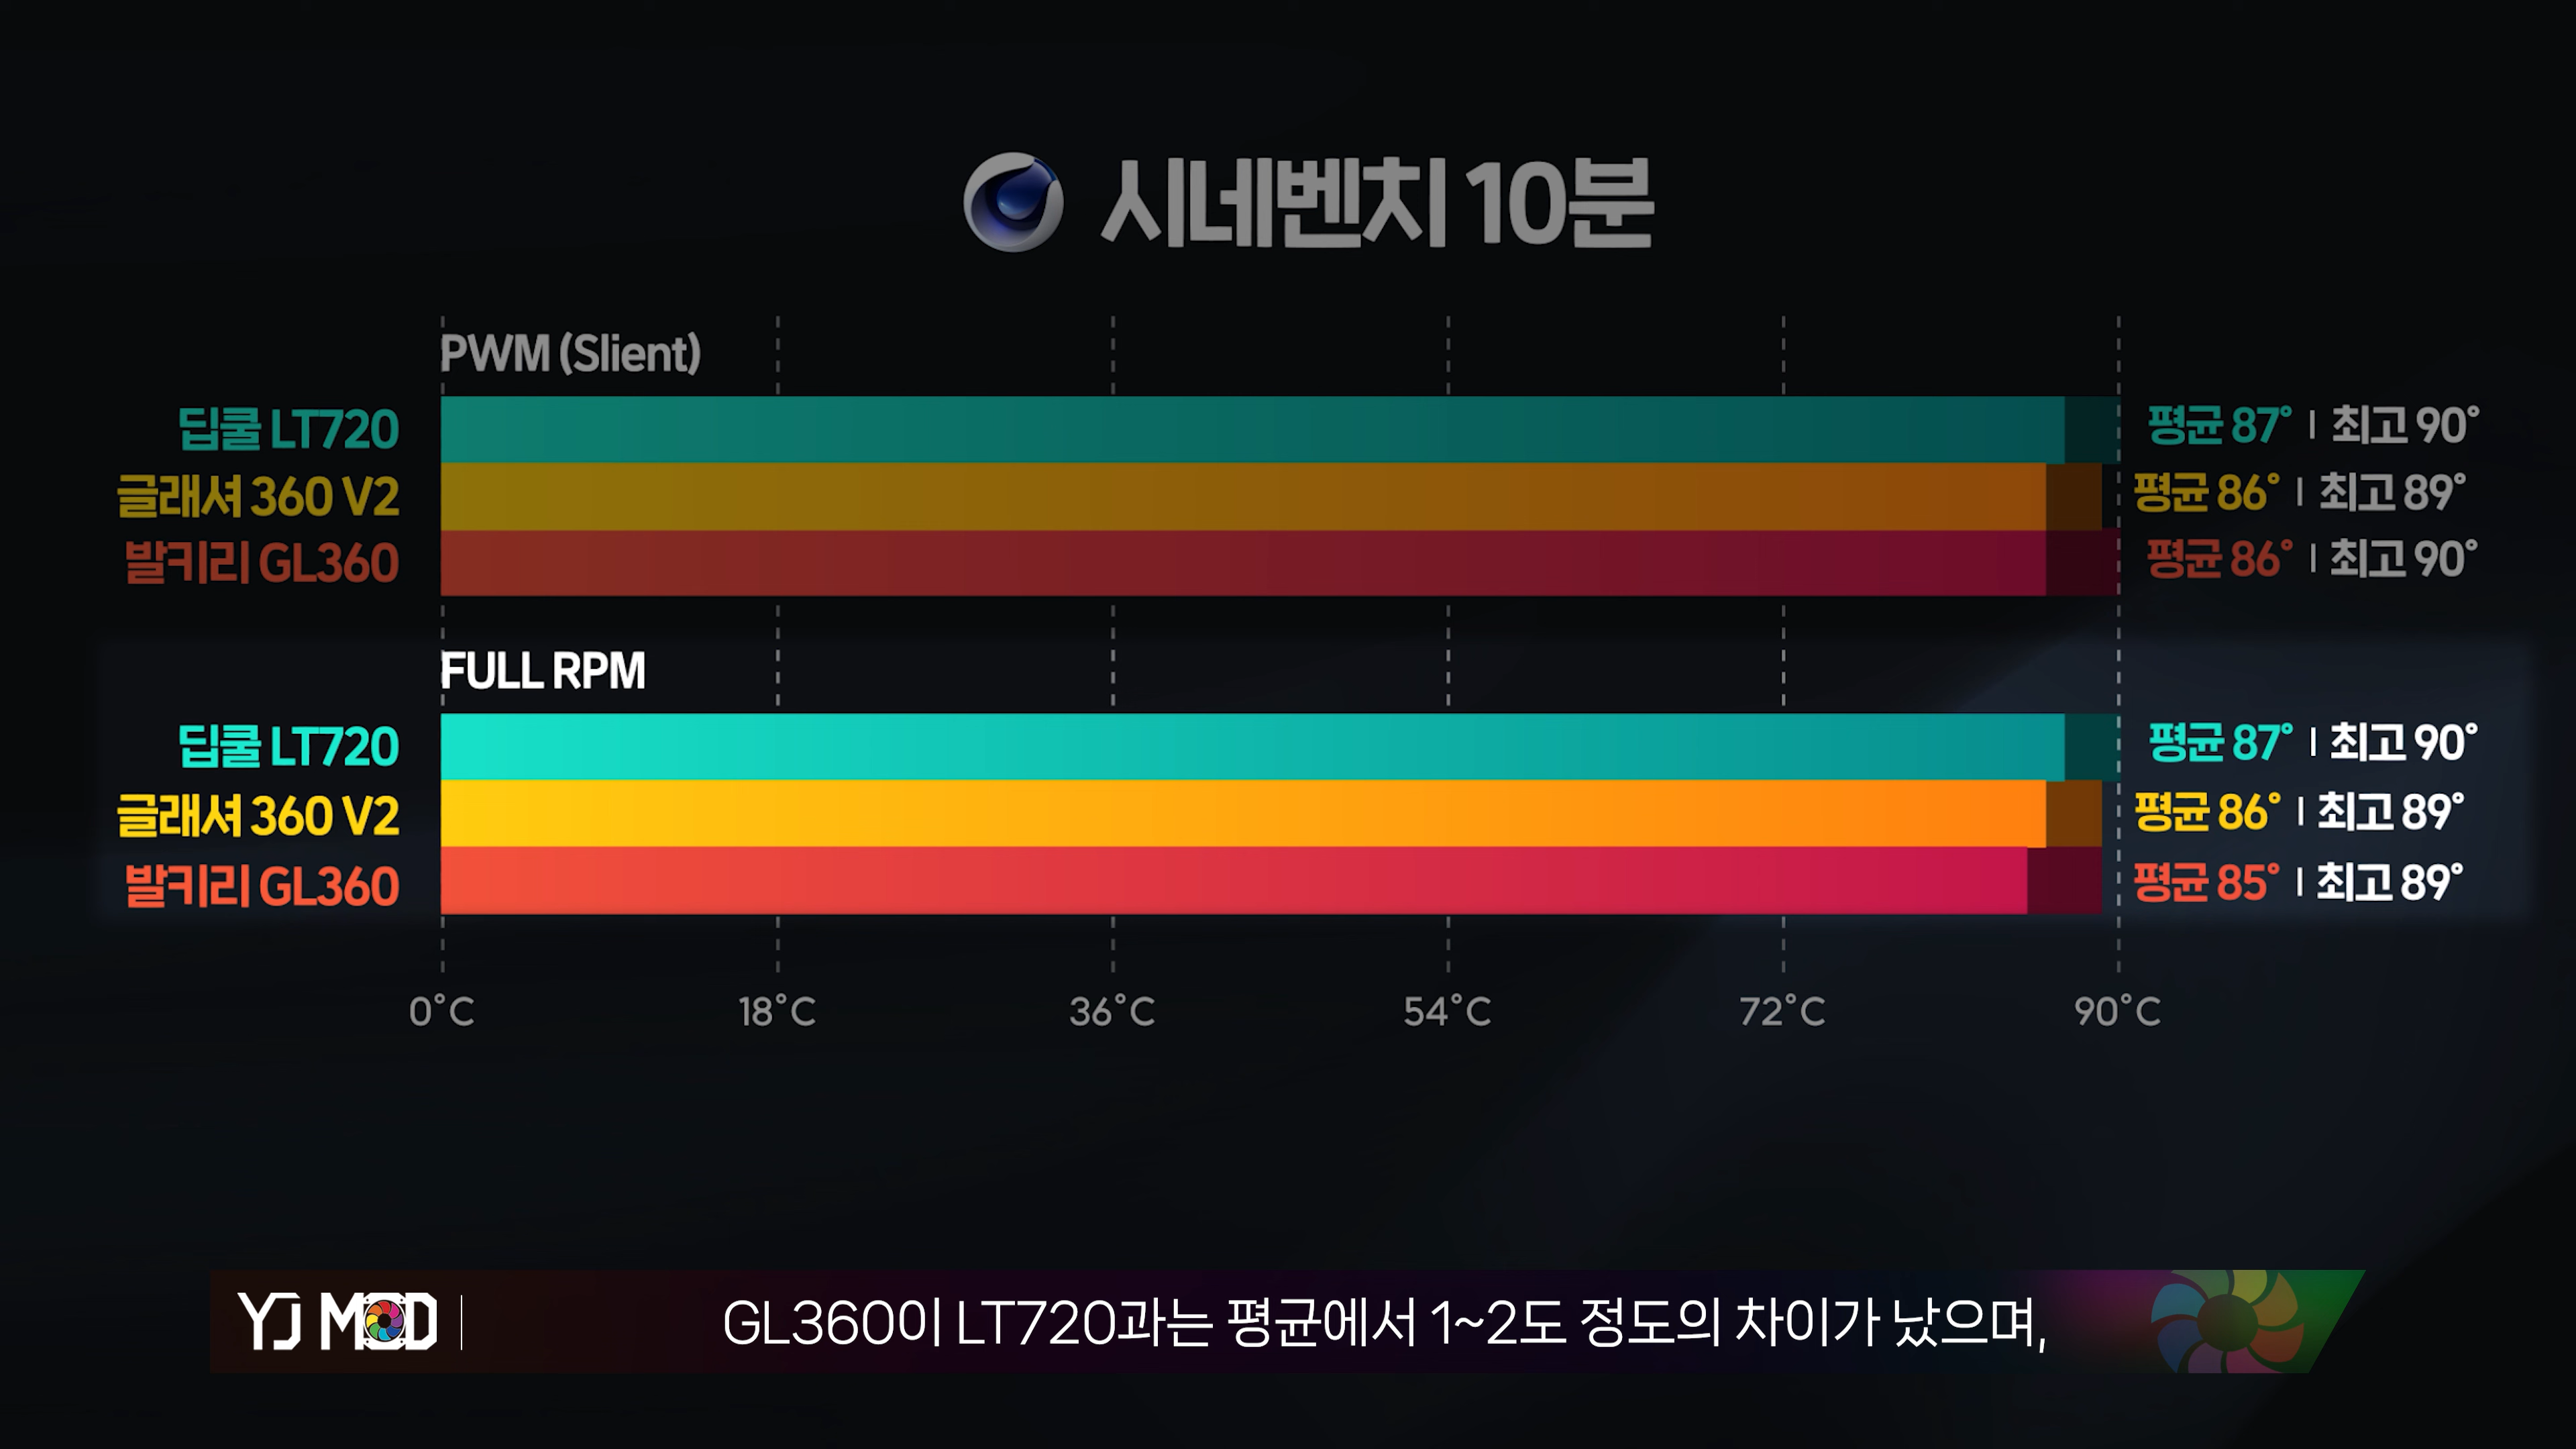 시네벤치 10분
PWM (Slient)
딥쿨 LT720 평균 87° | 최고 90°
글래셔 360 V2 평균 86° | 최고 89°
발키리 GL360 평균 86° | 최고 90°
FULL RPM
딥쿨 LT720 평균 87° | 최고 90°
글래셔 360 V2 평균 86° | 최고 89°
발키리 GL360 평균 85° | 최고 89°
0°C 18°C 36°C 54°C 72°C 90°C
YJ MOD | GL360이 LT720과는 평균에서 1~2도 정도의 차이가 났으며,